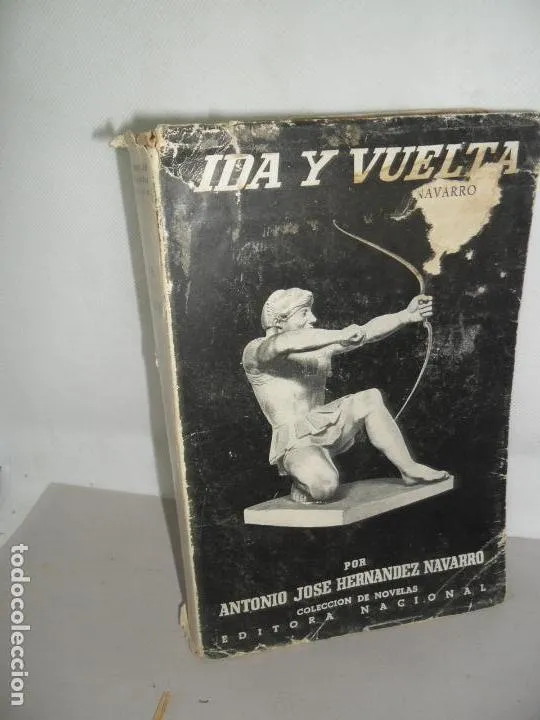 IDA Y VUELTA
NAVARRO
POR
ANTONIO JOSE HERNANDEZ NAVARRO
COLECCION DE NOVELAS
EDITORA NACIONAL
todocoleccion